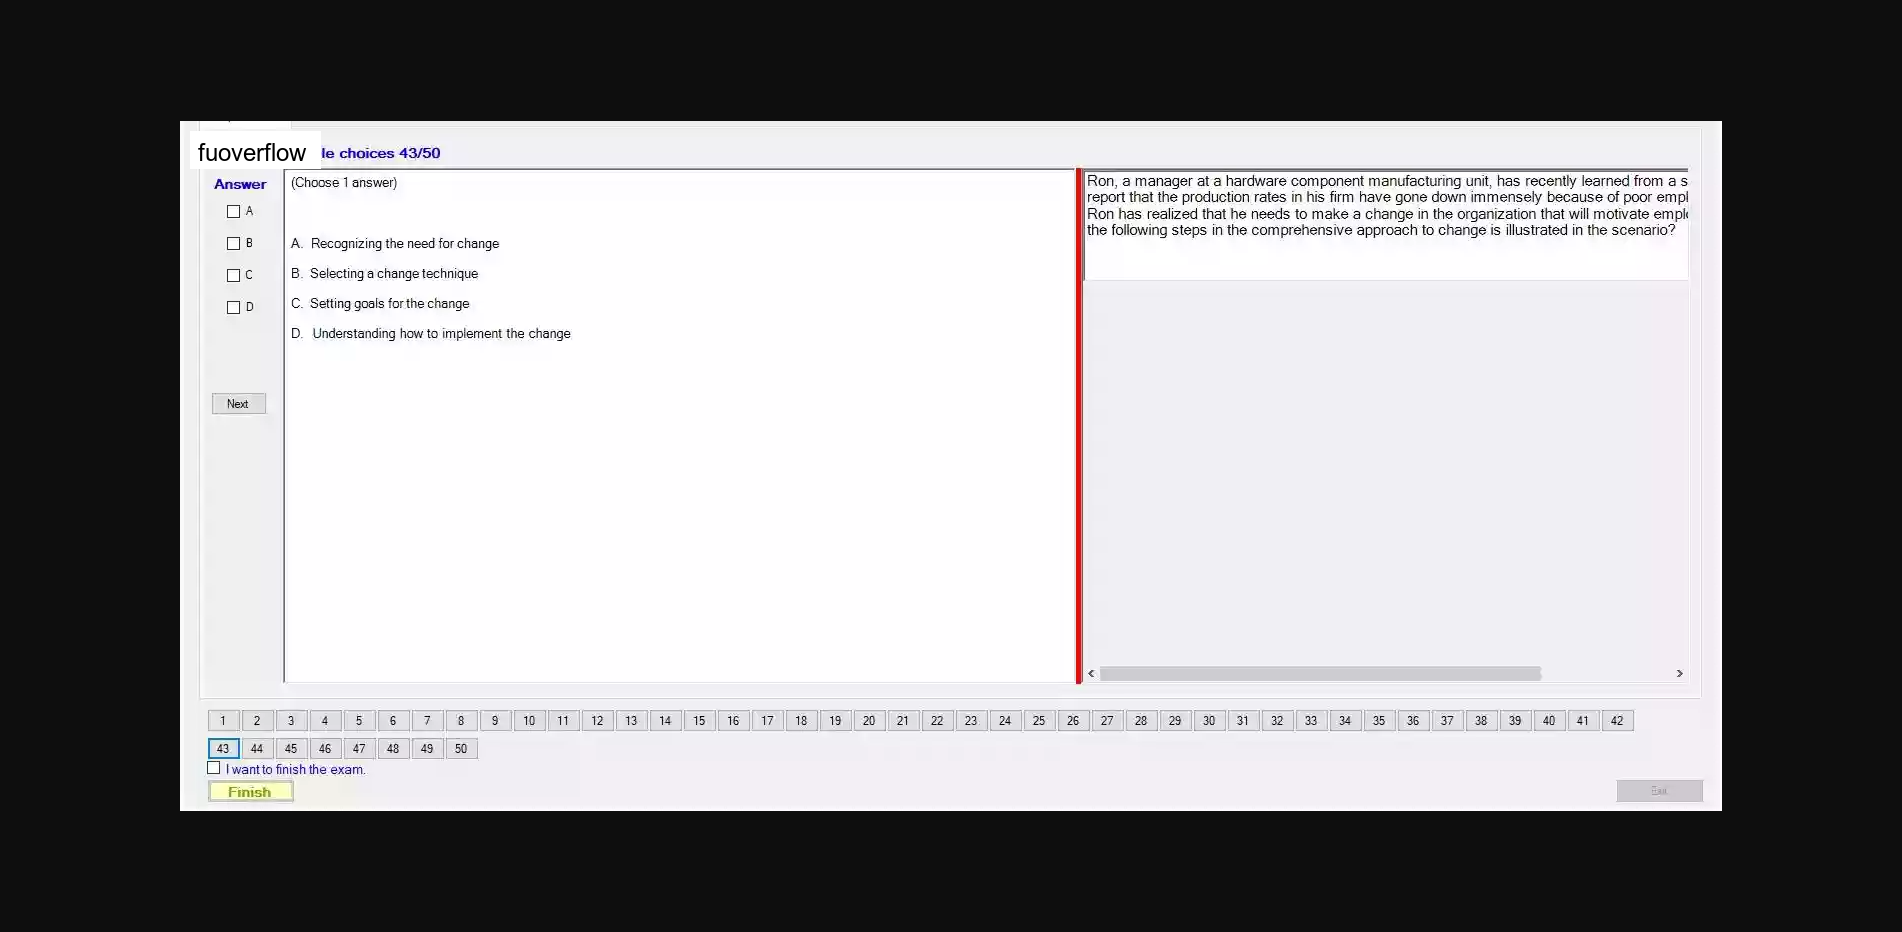 fuoverflow
le choices 43/50
Answer
A
B
C
D
Next
(Choose 1 answer)
A. Recognizing the need for change
B. Selecting a change technique
C. Setting goals for the change
D. Understanding how to implement the change
Ron, a manager at a hardware component manufacturing unit, has recently learned from a s
report that the production rates in his firm have gone down immensely because of poor empl
Ron has realized that he needs to make a change in the organization that will motivate empl
the following steps in the comprehensive approach to change is illustrated in the scenario?
1 2 3 4 5 6 7 8 9 10 11 12 13 14 15 16 17 18 19 20 21 22 23 24 25 26 27 28 29 30 31 32 33 34 35 36 37 38 39 40 41 42
43 44 45 46 47 48 49 50
I want to finish the exam.
Finish
Exit